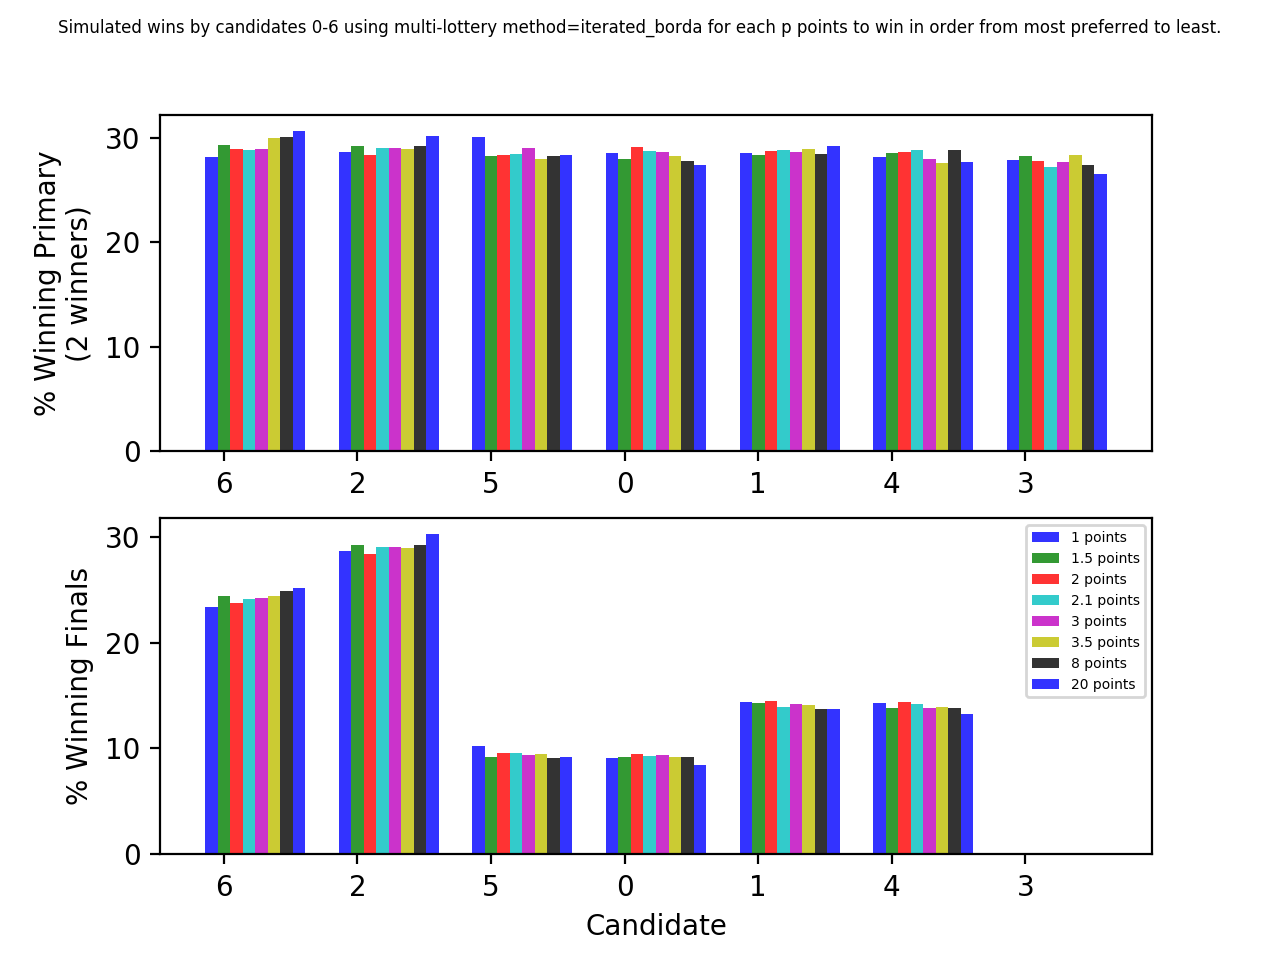 Simulated wins by candidates 0-6 using multi-lottery method=iterated_borda for each p points to win in order from most preferred to least.
% Winning Primary
(2 winners)
30
20
10
0
6 2 5 0 1 4 3
% Winning Finals
30
20
10
0
1 points
1.5 points
2 points
2.1 points
3 points
3.5 points
8 points
20 points
6 2 5 0 1 4 3
Candidate